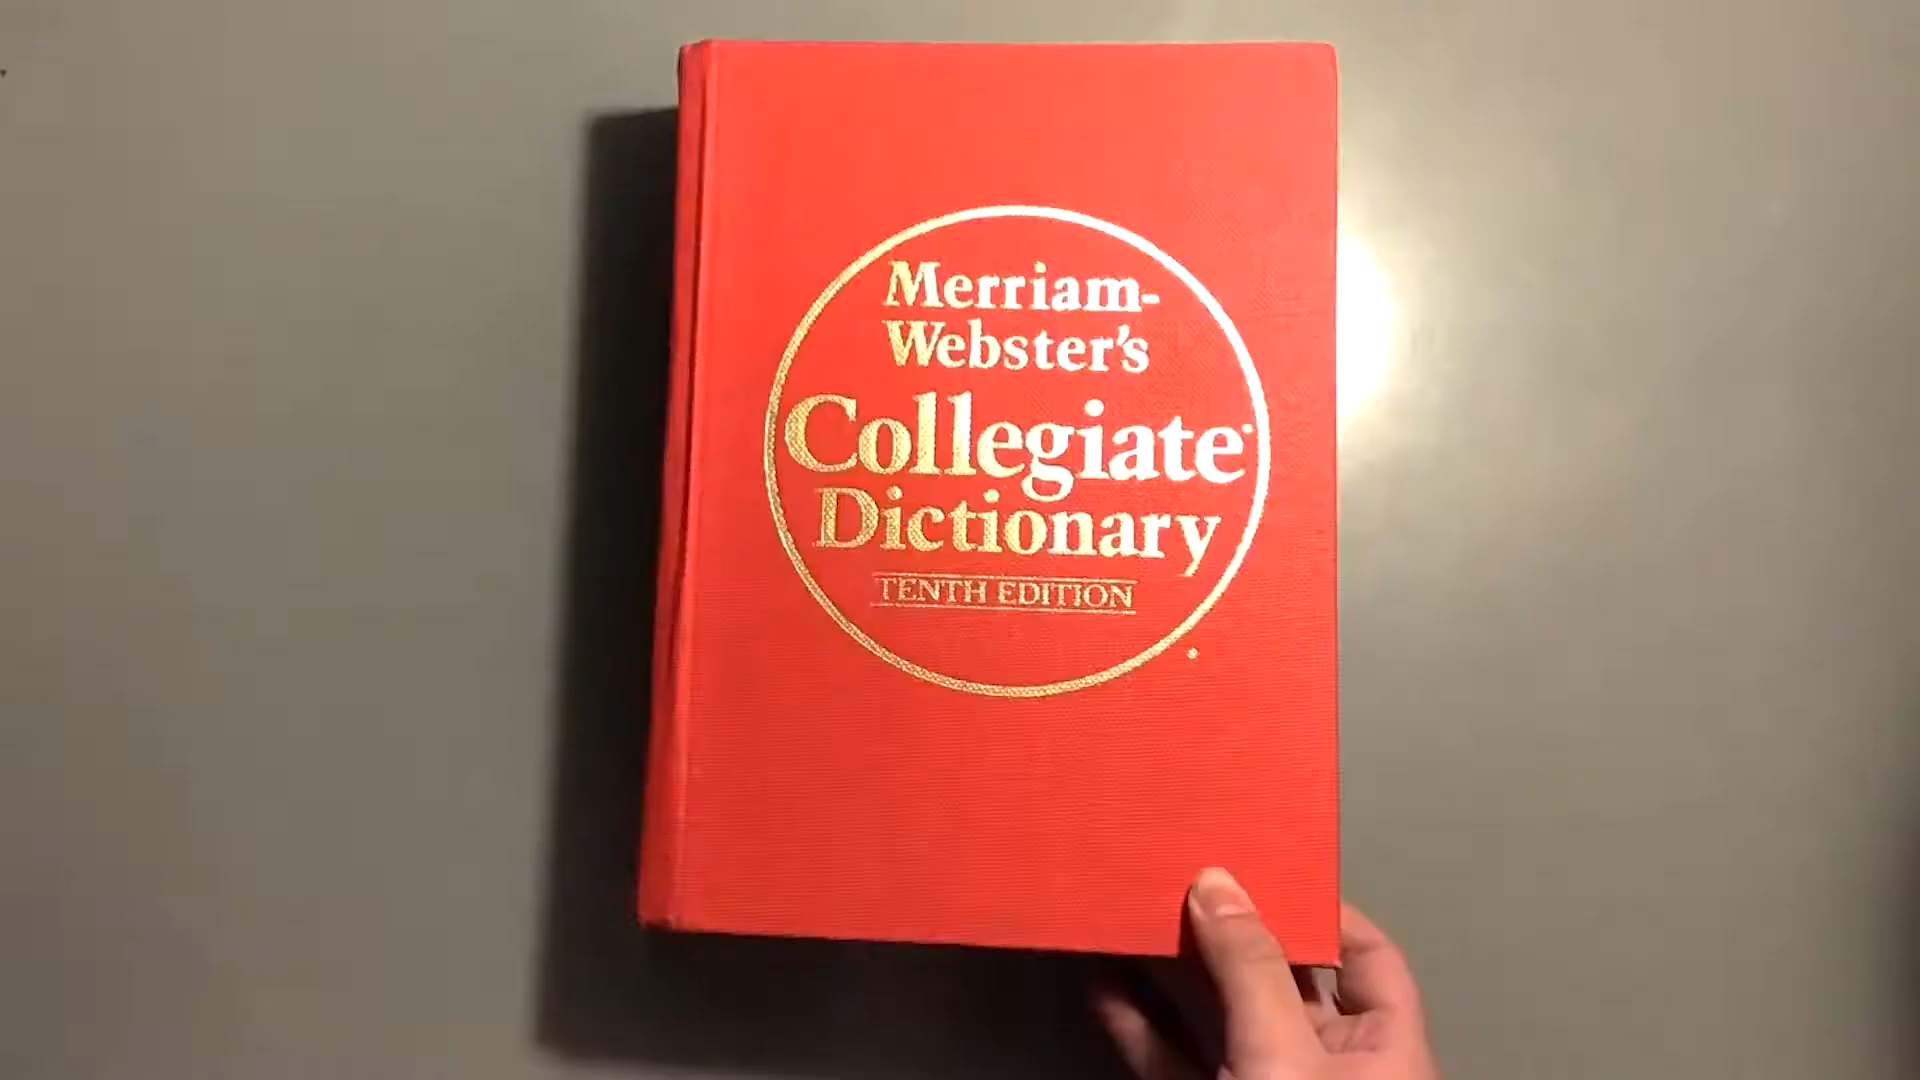 Merriam-
Webster's
Collegiate
Dictionary
TENTH EDITION